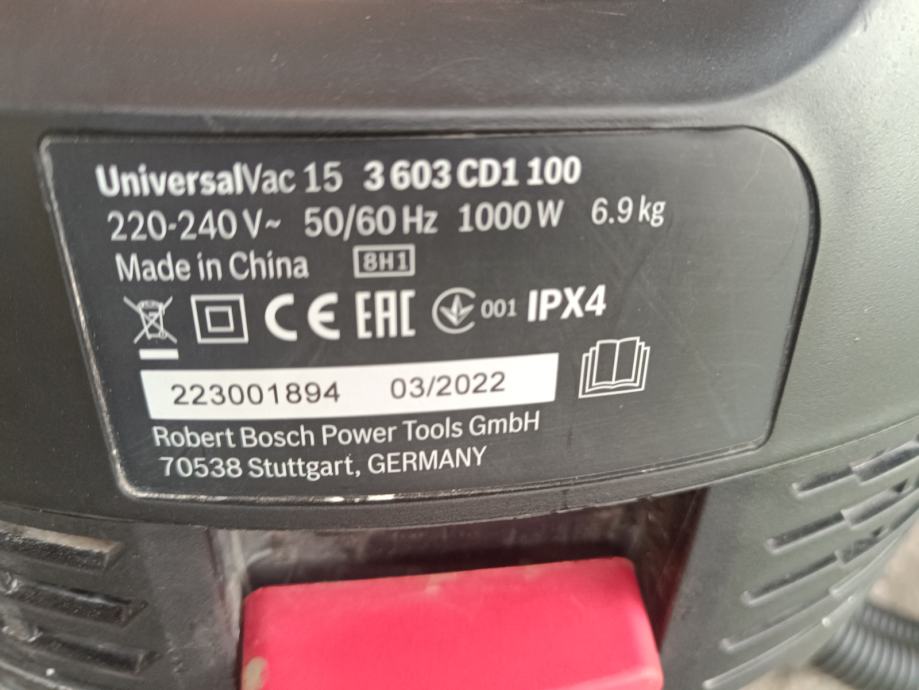 UniversalVac 15 3 603 CD1 100
220-240 V~ 50/60 Hz 1000 W 6.9 kg
Made in China 8H1
CE EAC 001 IPX4
223001894 03/2022
Robert Bosch Power Tools GmbH
70538 Stuttgart, GERMANY